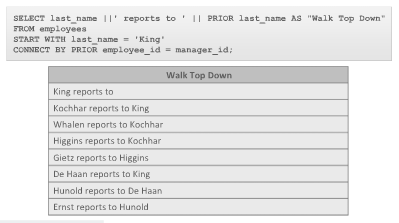 SELECT last_name ||' reports to ' || PRIOR last_name AS "Walk Top Down"
FROM employees
START WITH last_name = 'King'
CONNECT BY PRIOR employee_id = manager_id;
Walk Top Down
King reports to
Kochhar reports to King
Whalen reports to Kochhar
Higgins reports to Kochhar
Gietz reports to Higgins
De Haan reports to King
Hunold reports to De Haan
Ernst reports to Hunold